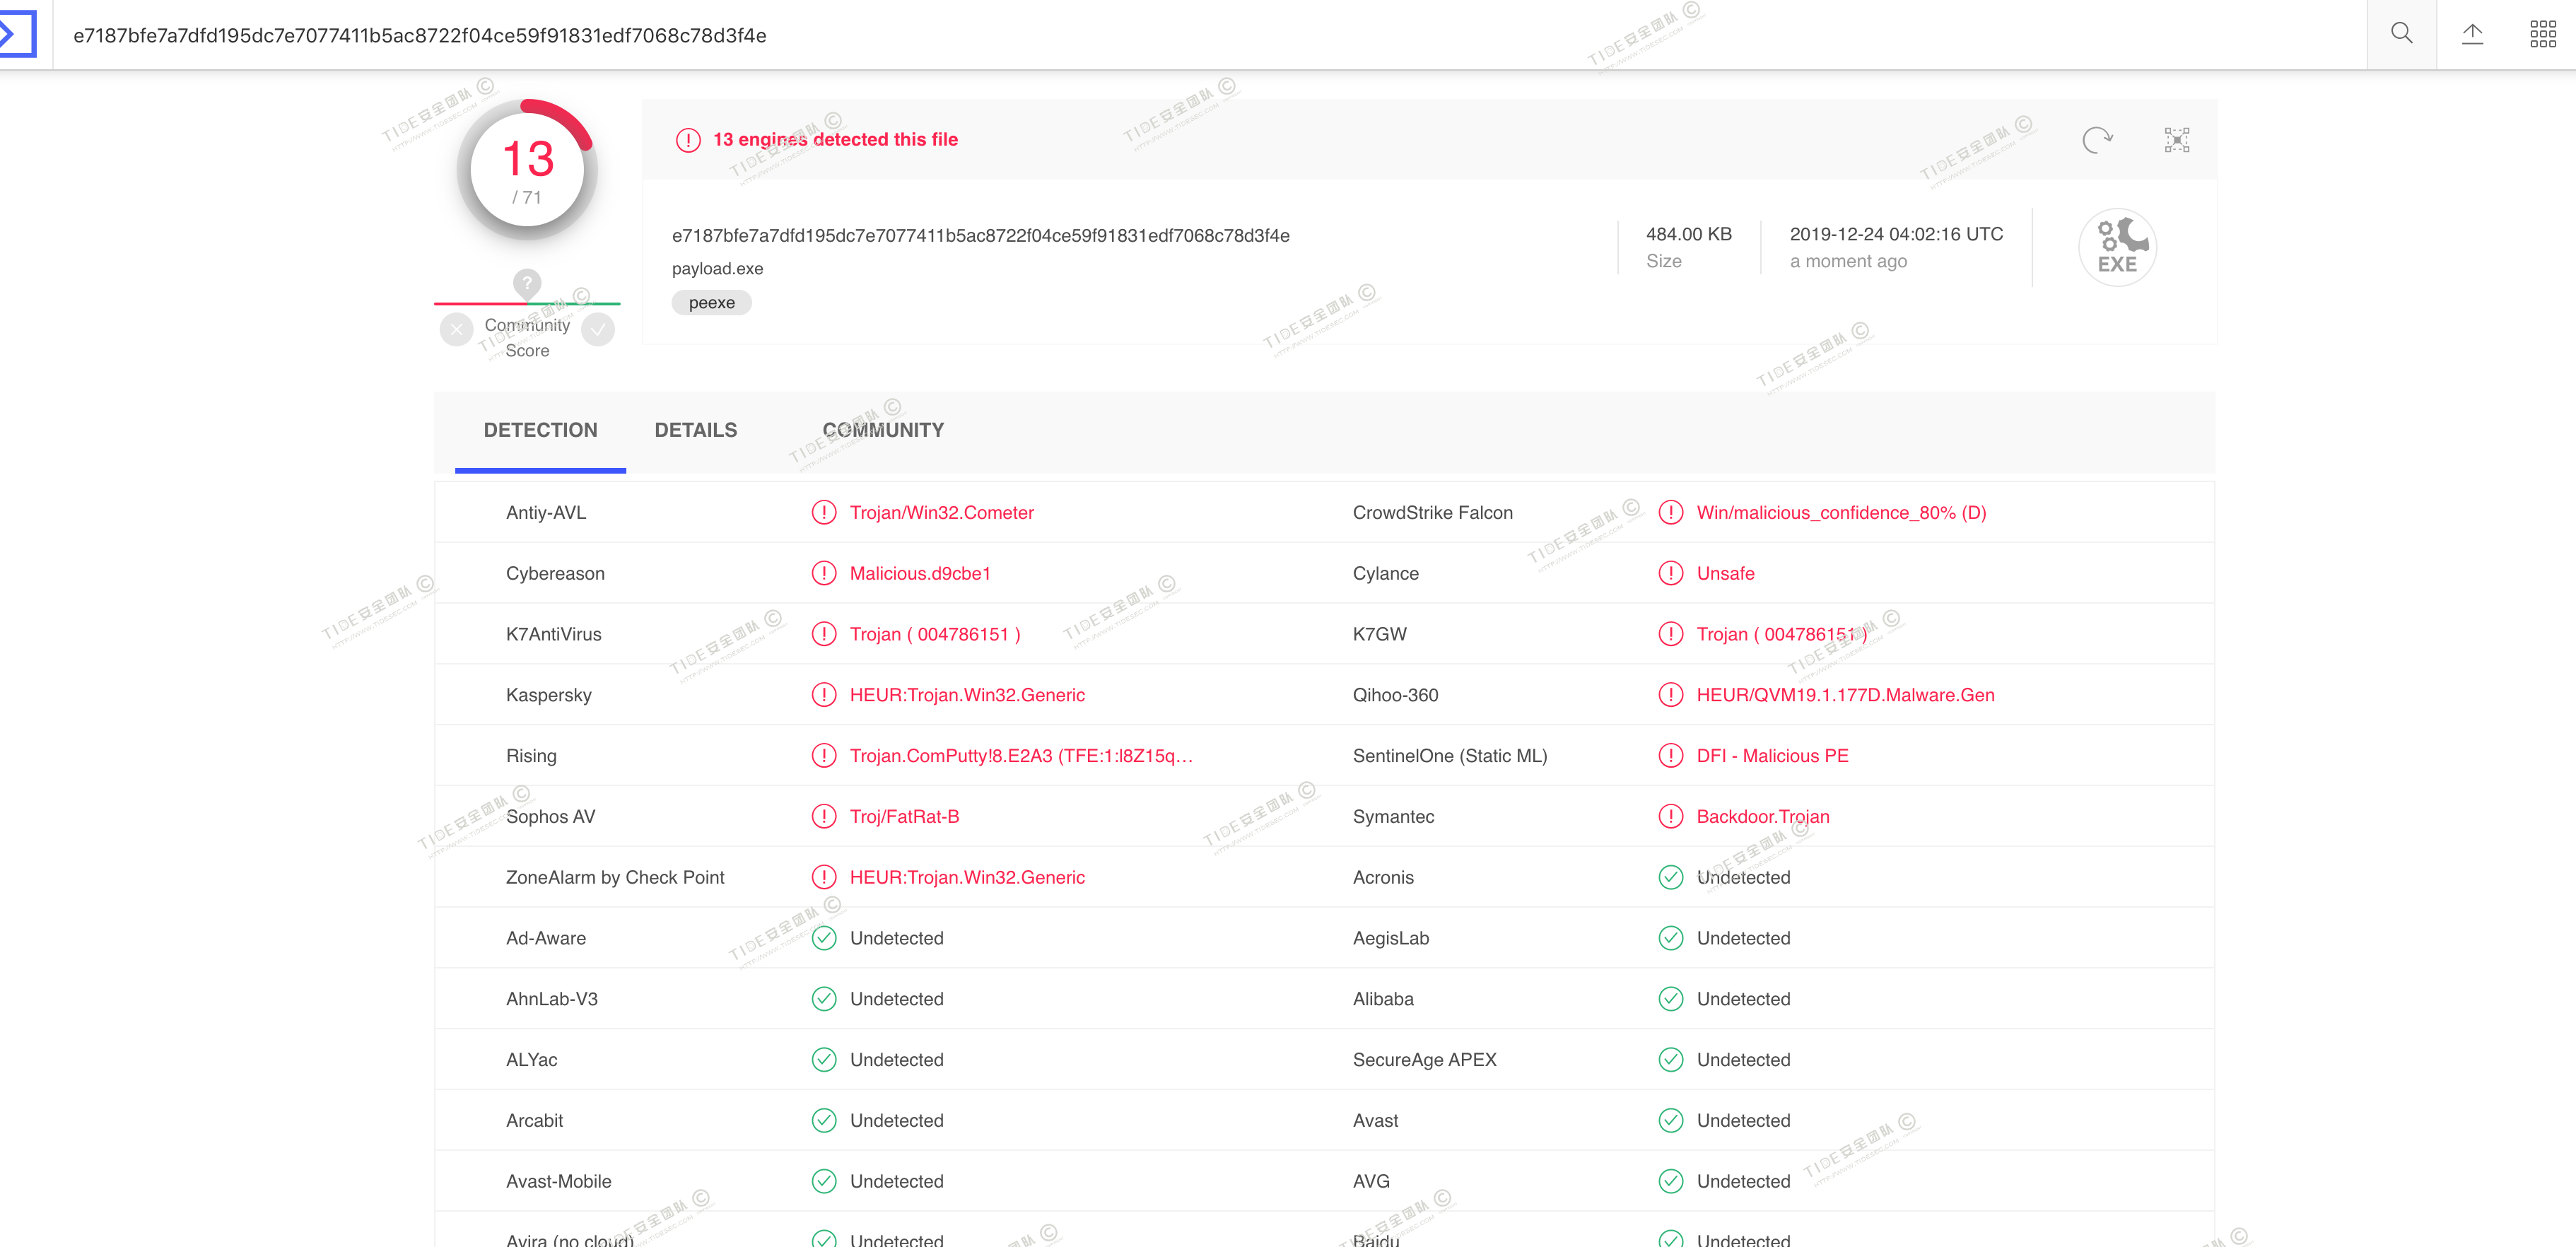 e7187bfe7a7dfd195dc7e7077411b5ac8722f04ce59f91831edf7068c78d3f4e
13
/ 71
13 engines detected this file
e7187bfe7a7dfd195dc7e7077411b5ac8722f04ce59f91831edf7068c78d3f4e
484.00 KB
2019-12-24 04:02:16 UTC
Size
a moment ago
payload.exe
EXE
peexe
?
Community
Score
DETECTION DETAILS COMMUNITY
Antiy-AVL Trojan/Win32.Cometer CrowdStrike Falcon Win/malicious_confidence_80% (D)
Cybereason Malicious.d9cbe1 Cylance Unsafe
K7AntiVirus Trojan ( 004786151 ) K7GW Trojan ( 004786151 )
Kaspersky HEUR:Trojan.Win32.Generic Qihoo-360 HEUR/QVM19.1.177D.Malware.Gen
Rising Trojan.ComPutty!8.E2A3 (TFE:1:l8Z15q... SentinelOne (Static ML) DFI - Malicious PE
Sophos AV Troj/FatRat-B Symantec Backdoor.Trojan
ZoneAlarm by Check Point HEUR:Trojan.Win32.Generic Acronis Undetected
Ad-Aware Undetected AegisLab Undetected
AhnLab-V3 Undetected Alibaba Undetected
ALYac Undetected SecureAge APEX Undetected
Arcabit Undetected Avast Undetected
Avast-Mobile Undetected AVG Undetected
Avira (no cloud) Undetected Baidu Undetected
TIDE安全团队 ©
HTTP://WWW.TIDESEC.COM